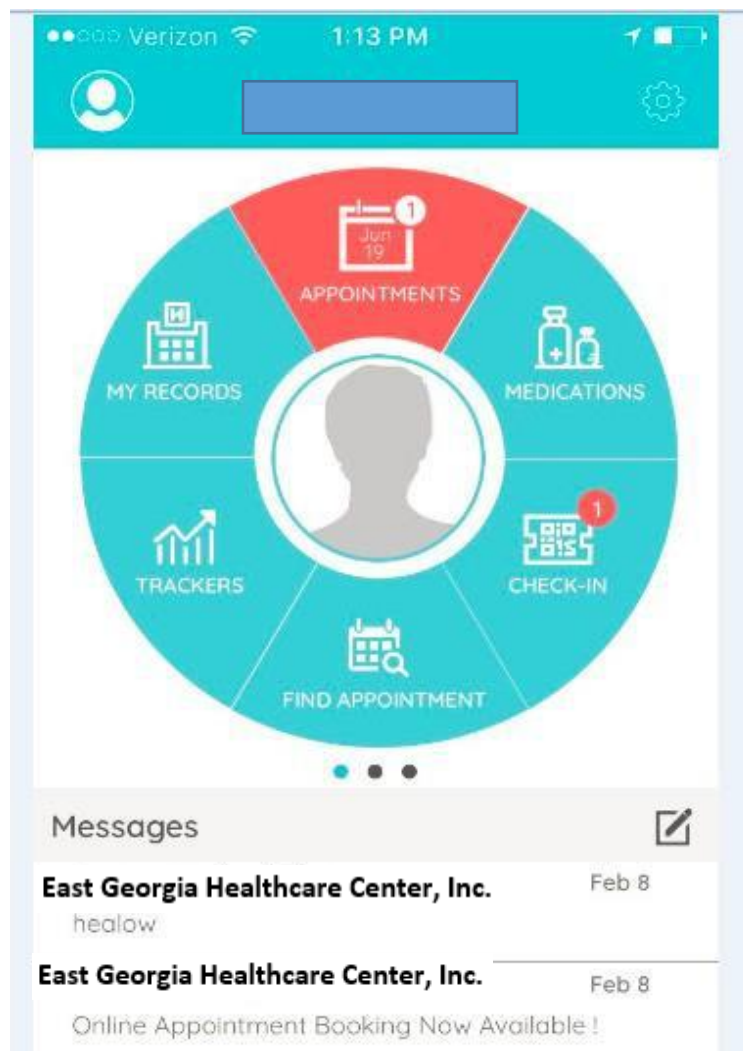 Verizon 1:13 PM
1
Jun
19
APPOINTMENTS
MY RECORDS
MEDICATIONS
1
TRACKERS
CHECK-IN
FIND APPOINTMENT
Messages
East Georgia Healthcare Center, Inc. Feb 8
healow
East Georgia Healthcare Center, Inc. Feb 8
Online Appointment Booking Now Available !